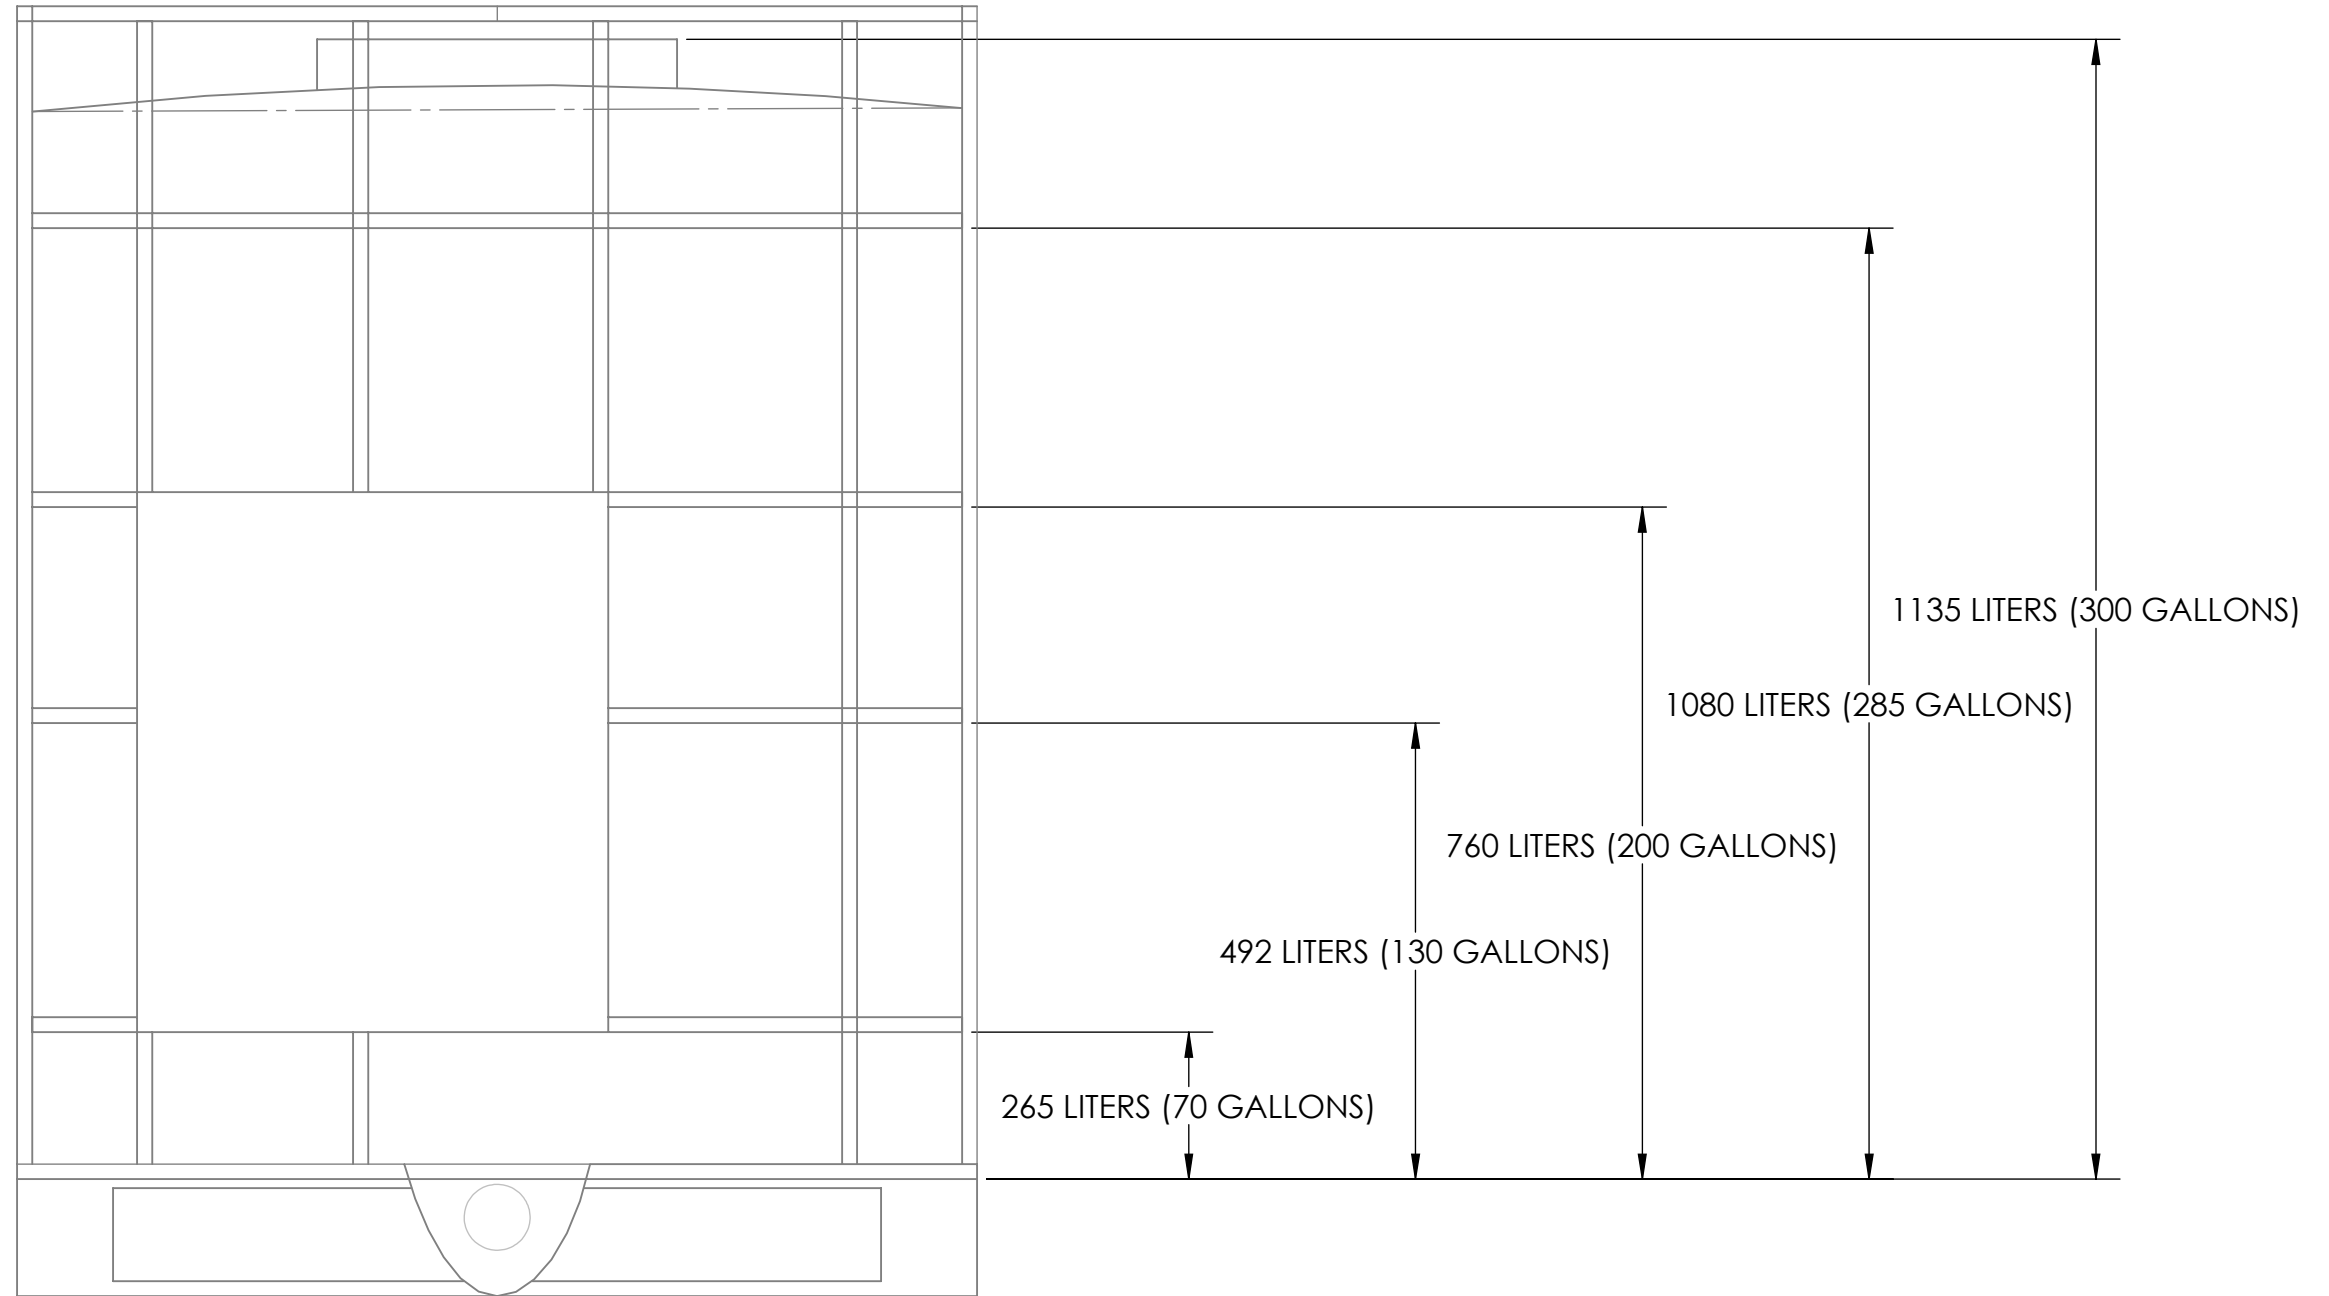 1135 LITERS (300 GALLONS)
1080 LITERS (285 GALLONS)
760 LITERS (200 GALLONS)
492 LITERS (130 GALLONS)
265 LITERS (70 GALLONS)